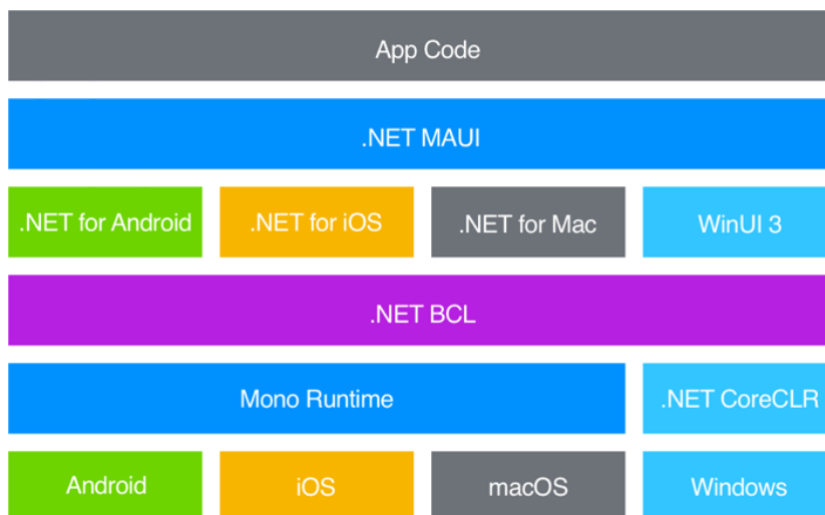 App Code
.NET MAUI
.NET for Android
.NET for iOS
.NET for Mac
WinUI 3
.NET BCL
Mono Runtime
.NET CoreCLR
Android
iOS
macOS
Windows